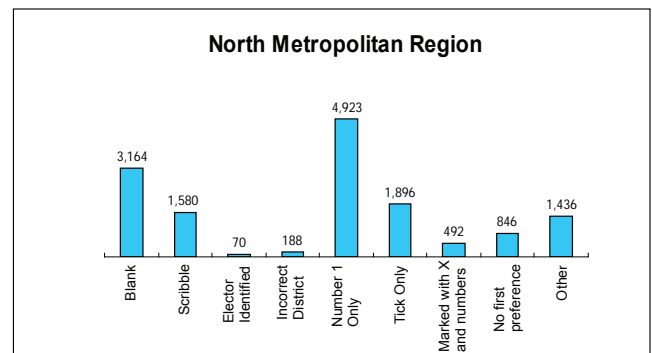 North Metropolitan Region
4,923
3,164
1,896
1,580
1,436
846
492
188
70
Blank
Scribble
Elector
Identified
Incorrect
District
Number 1
Only
Tick Only
Marked with X
and numbers
No first
preference
Other